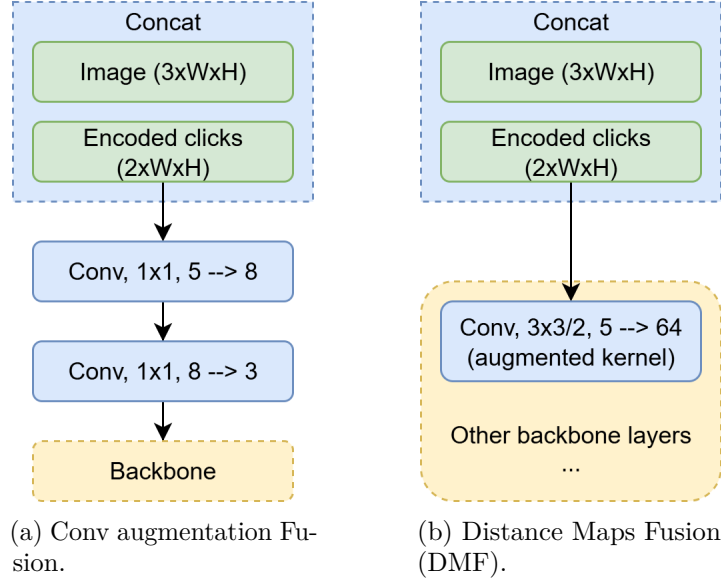 Concat
Image (3xWxH)
Encoded clicks
(2xWxH)
Conv, 1x1, 5 --> 8
Conv, 1x1, 8 --> 3
Backbone
(a) Conv augmentation Fu-
sion.
Concat
Image (3xWxH)
Encoded clicks
(2xWxH)
Conv, 3x3/2, 5 --> 64
(augmented kernel)
Other backbone layers
...
(b) Distance Maps Fusion
(DMF).